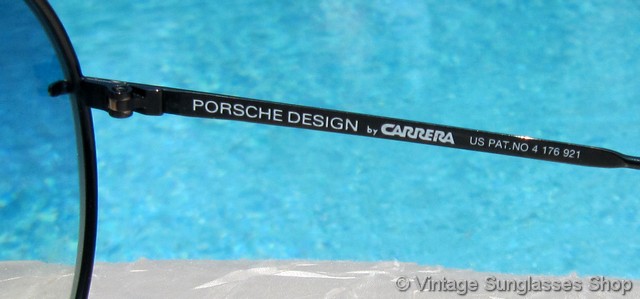 PORSCHE DESIGN by CARRERA US PAT.NO 4 176 921
© Vintage Sunglasses Shop